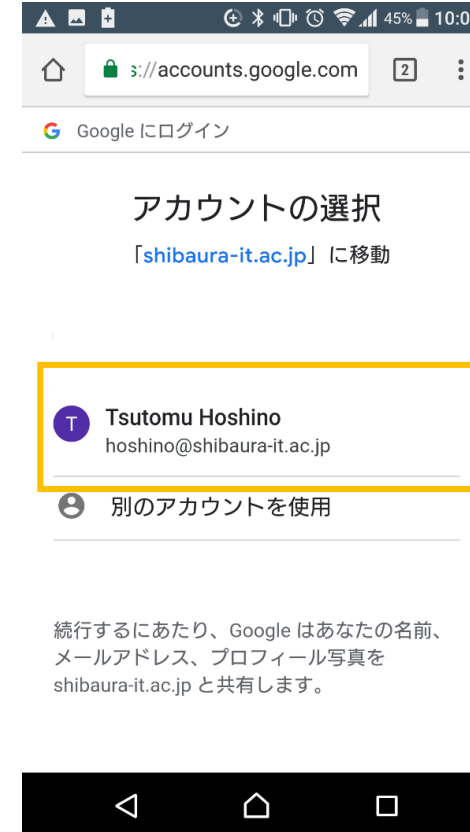 45% 10:0
s://accounts.google.com 2
G Google にログイン
アカウントの選択
「shibaura-it.ac.jp」に移動
T Tsutomu Hoshino
hoshino@shibaura-it.ac.jp
別のアカウントを使用
続行するにあたり、Google はあなたの名前、
メールアドレス、プロフィール写真を
shibaura-it.ac.jp と共有します。